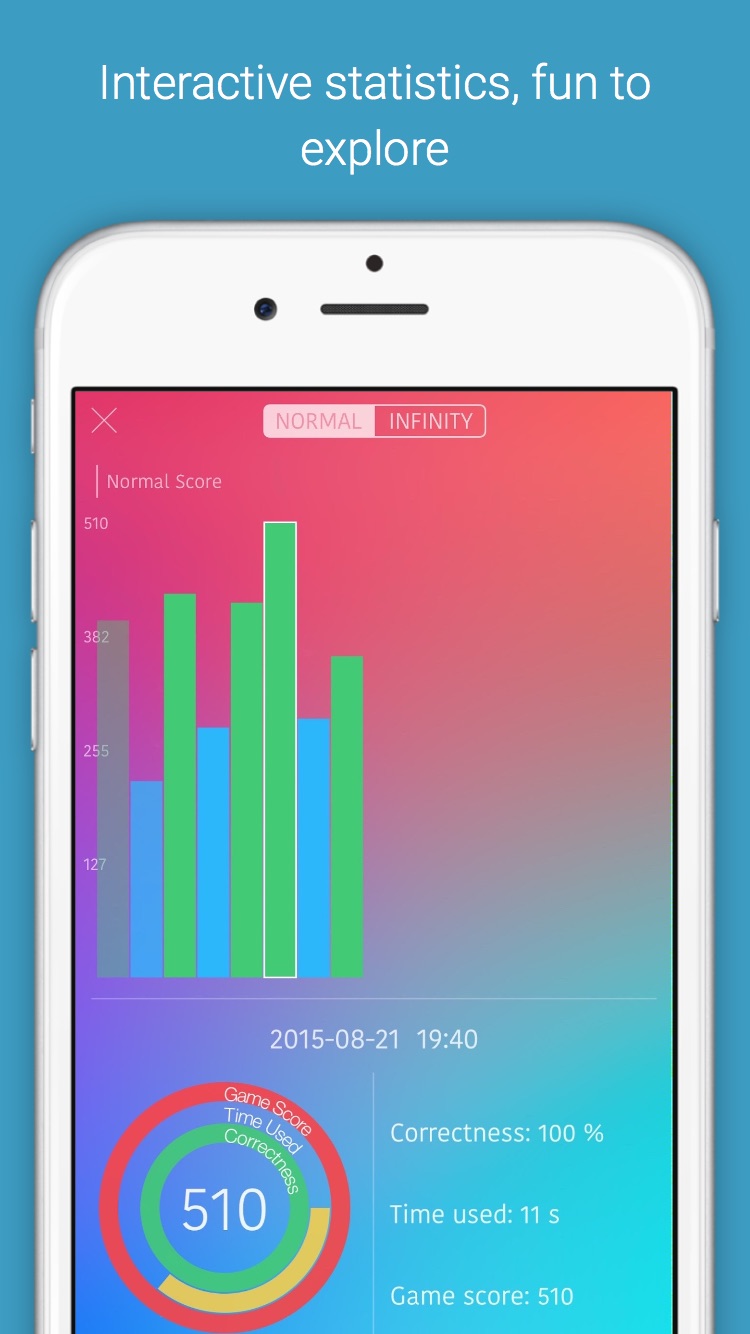 Interactive statistics, fun to
explore
NORMAL INFINITY
Normal Score
510
382
255
127
2015-08-21 19:40
Game Score
Time Used
Correctness
510
Correctness: 100 %
Time used: 11 s
Game score: 510